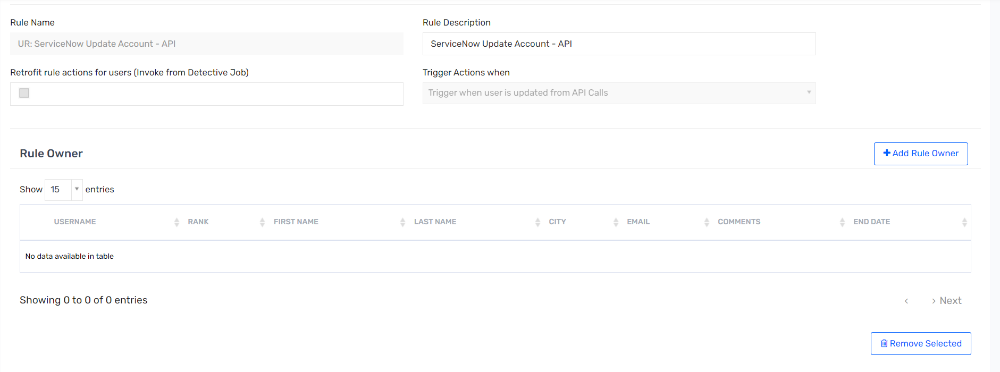 Rule Name
Rule Description
UR: ServiceNow Update Account - API
ServiceNow Update Account - API
Retrofit rule actions for users (Invoke from Detective Job)
Trigger Actions when
Trigger when user is updated from API Calls
Rule Owner
Add Rule Owner
Show 15 entries
USERNAME RANK FIRST NAME LAST NAME CITY EMAIL COMMENTS END DATE
No data available in table
Showing 0 to 0 of 0 entries
‹ › Next
Remove Selected